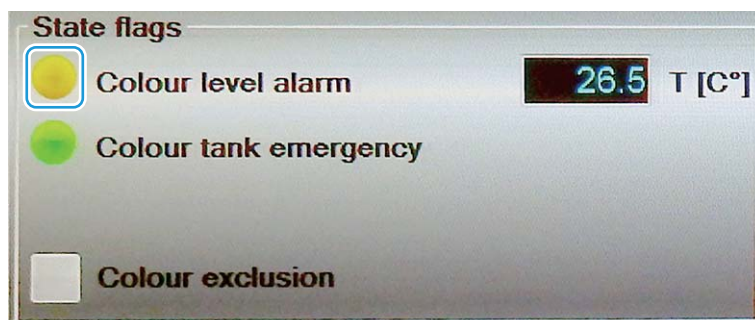 State flags
Colour level alarm 26.5 T [C°]
Colour tank emergency
Colour exclusion